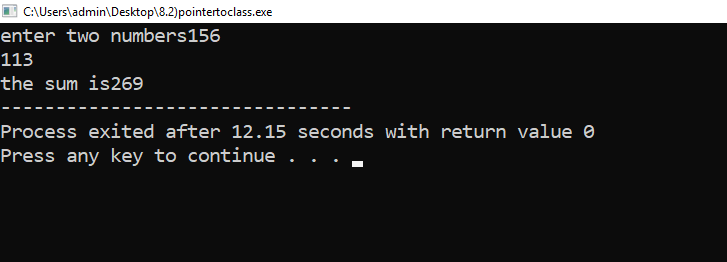 C:\Users\admin\Desktop\8.2)pointertoclass.exe
enter two numbers156
113
the sum is269
--------------------------------
Process exited after 12.15 seconds with return value 0
Press any key to continue . . .